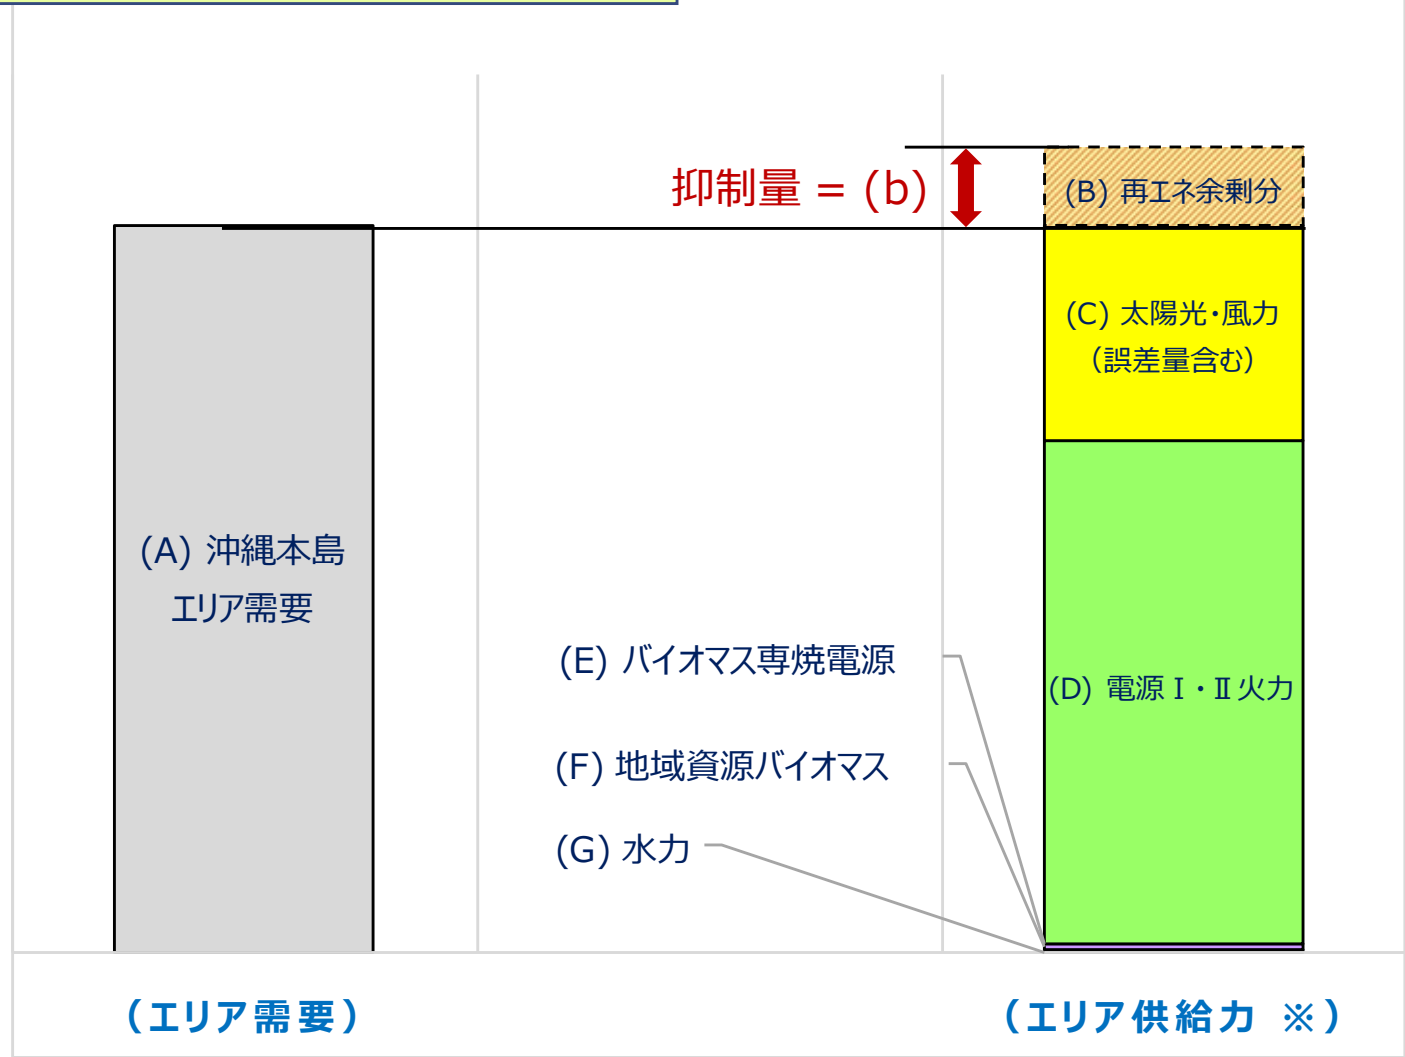 抑制量 = (b)
(B) 再エネ余剰分
(C) 太陽光・風力
（誤差量含む）
(A) 沖縄本島
エリア需要
(E) バイオマス専焼電源
(D) 電源Ⅰ・Ⅱ火力
(F) 地域資源バイオマス
(G) 水力
（エリア需要）
（エリア供給力 ※）